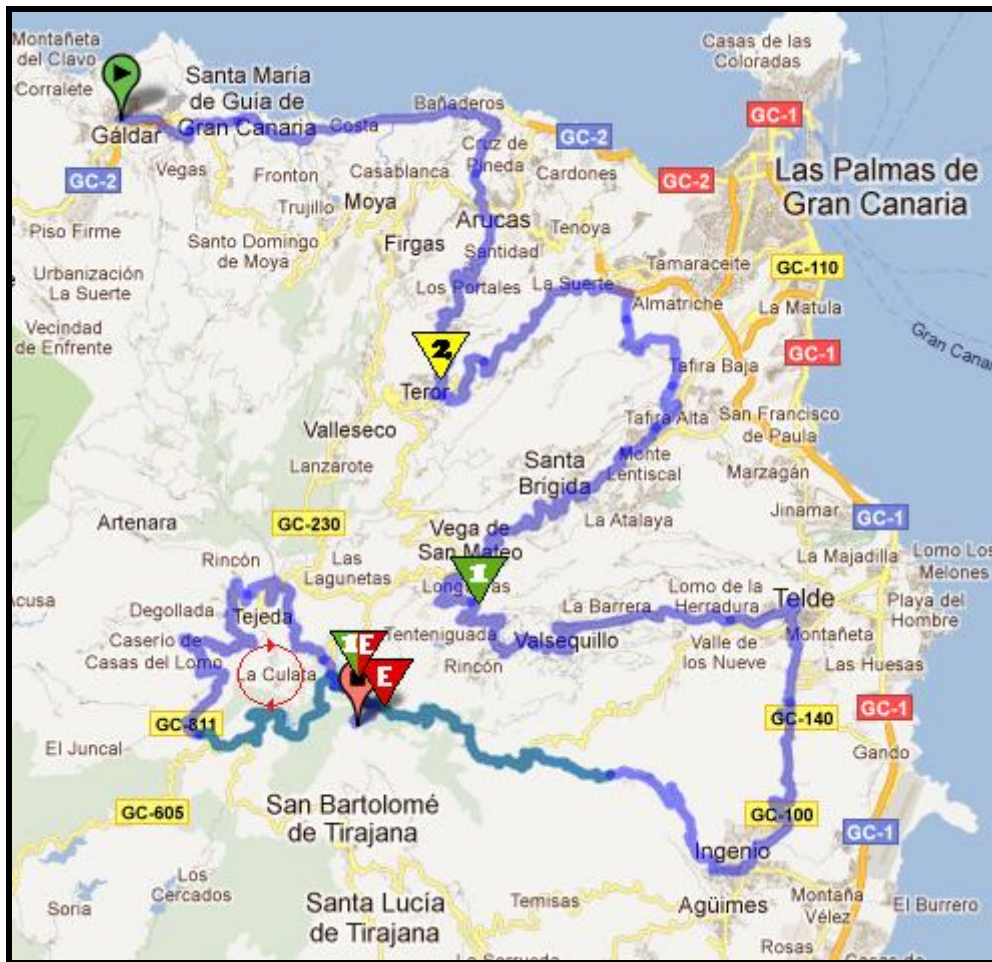 Montañeta
del Clavo
Corralete
Santa María
de Guía de
Gran Canaria
Gáldar
GC-2
Vegas
Fronton
Costa
Bañaderos
Casas de las
Coloradas
GC-1
GC-2
Cruz de
Pineda
Cardones
GC-2
Las Palmas de
Gran Canaria
Casablanca
Trujillo
Moya
Arucas
Piso Firme
Santo Domingo
de Moya
Firgas
Santidad
Tenoya
Tamaraceite
GC-110
Urbanización
La Suerte
Los Portales
La Suerte
Almatriche
La Matula
Vecindad
de Enfrente
2
Tafira Baja
GC-1
Gran Cana
Teror
Valleseco
Tafira Alta
San Francisco
de Paula
Lanzarote
Santa
Brigida
Monte
Lentiscal
Marzagán
Artenara
GC-230
La Atalaya
Jinamar
GC-1
Vega de
San Mateo
Rincón
Las
Lagunetas
1
La Majadilla
Lomo Los
Melones
Acusa
Degollada
Tejeda
La Barrera
Lomo de la
Herradura
Telde
Playa del
Hombre
Caserio de
Casas del Lomo
Tenteniguada
Valsequillo
Montañeta
1E
Rincón
Valle de
los Nueve
Las Huesas
La Culata
E
GC-811
GC-140
GC-1
El Juncal
Gando
San Bartolomé
de Tirajana
GC-605
GC-100
GC-1
Ingenio
Los
Cercados
Soria
Santa Lucía
de Tirajana
Temisas
Agüimes
Montaña
Vélez
El Burrero
Rosas